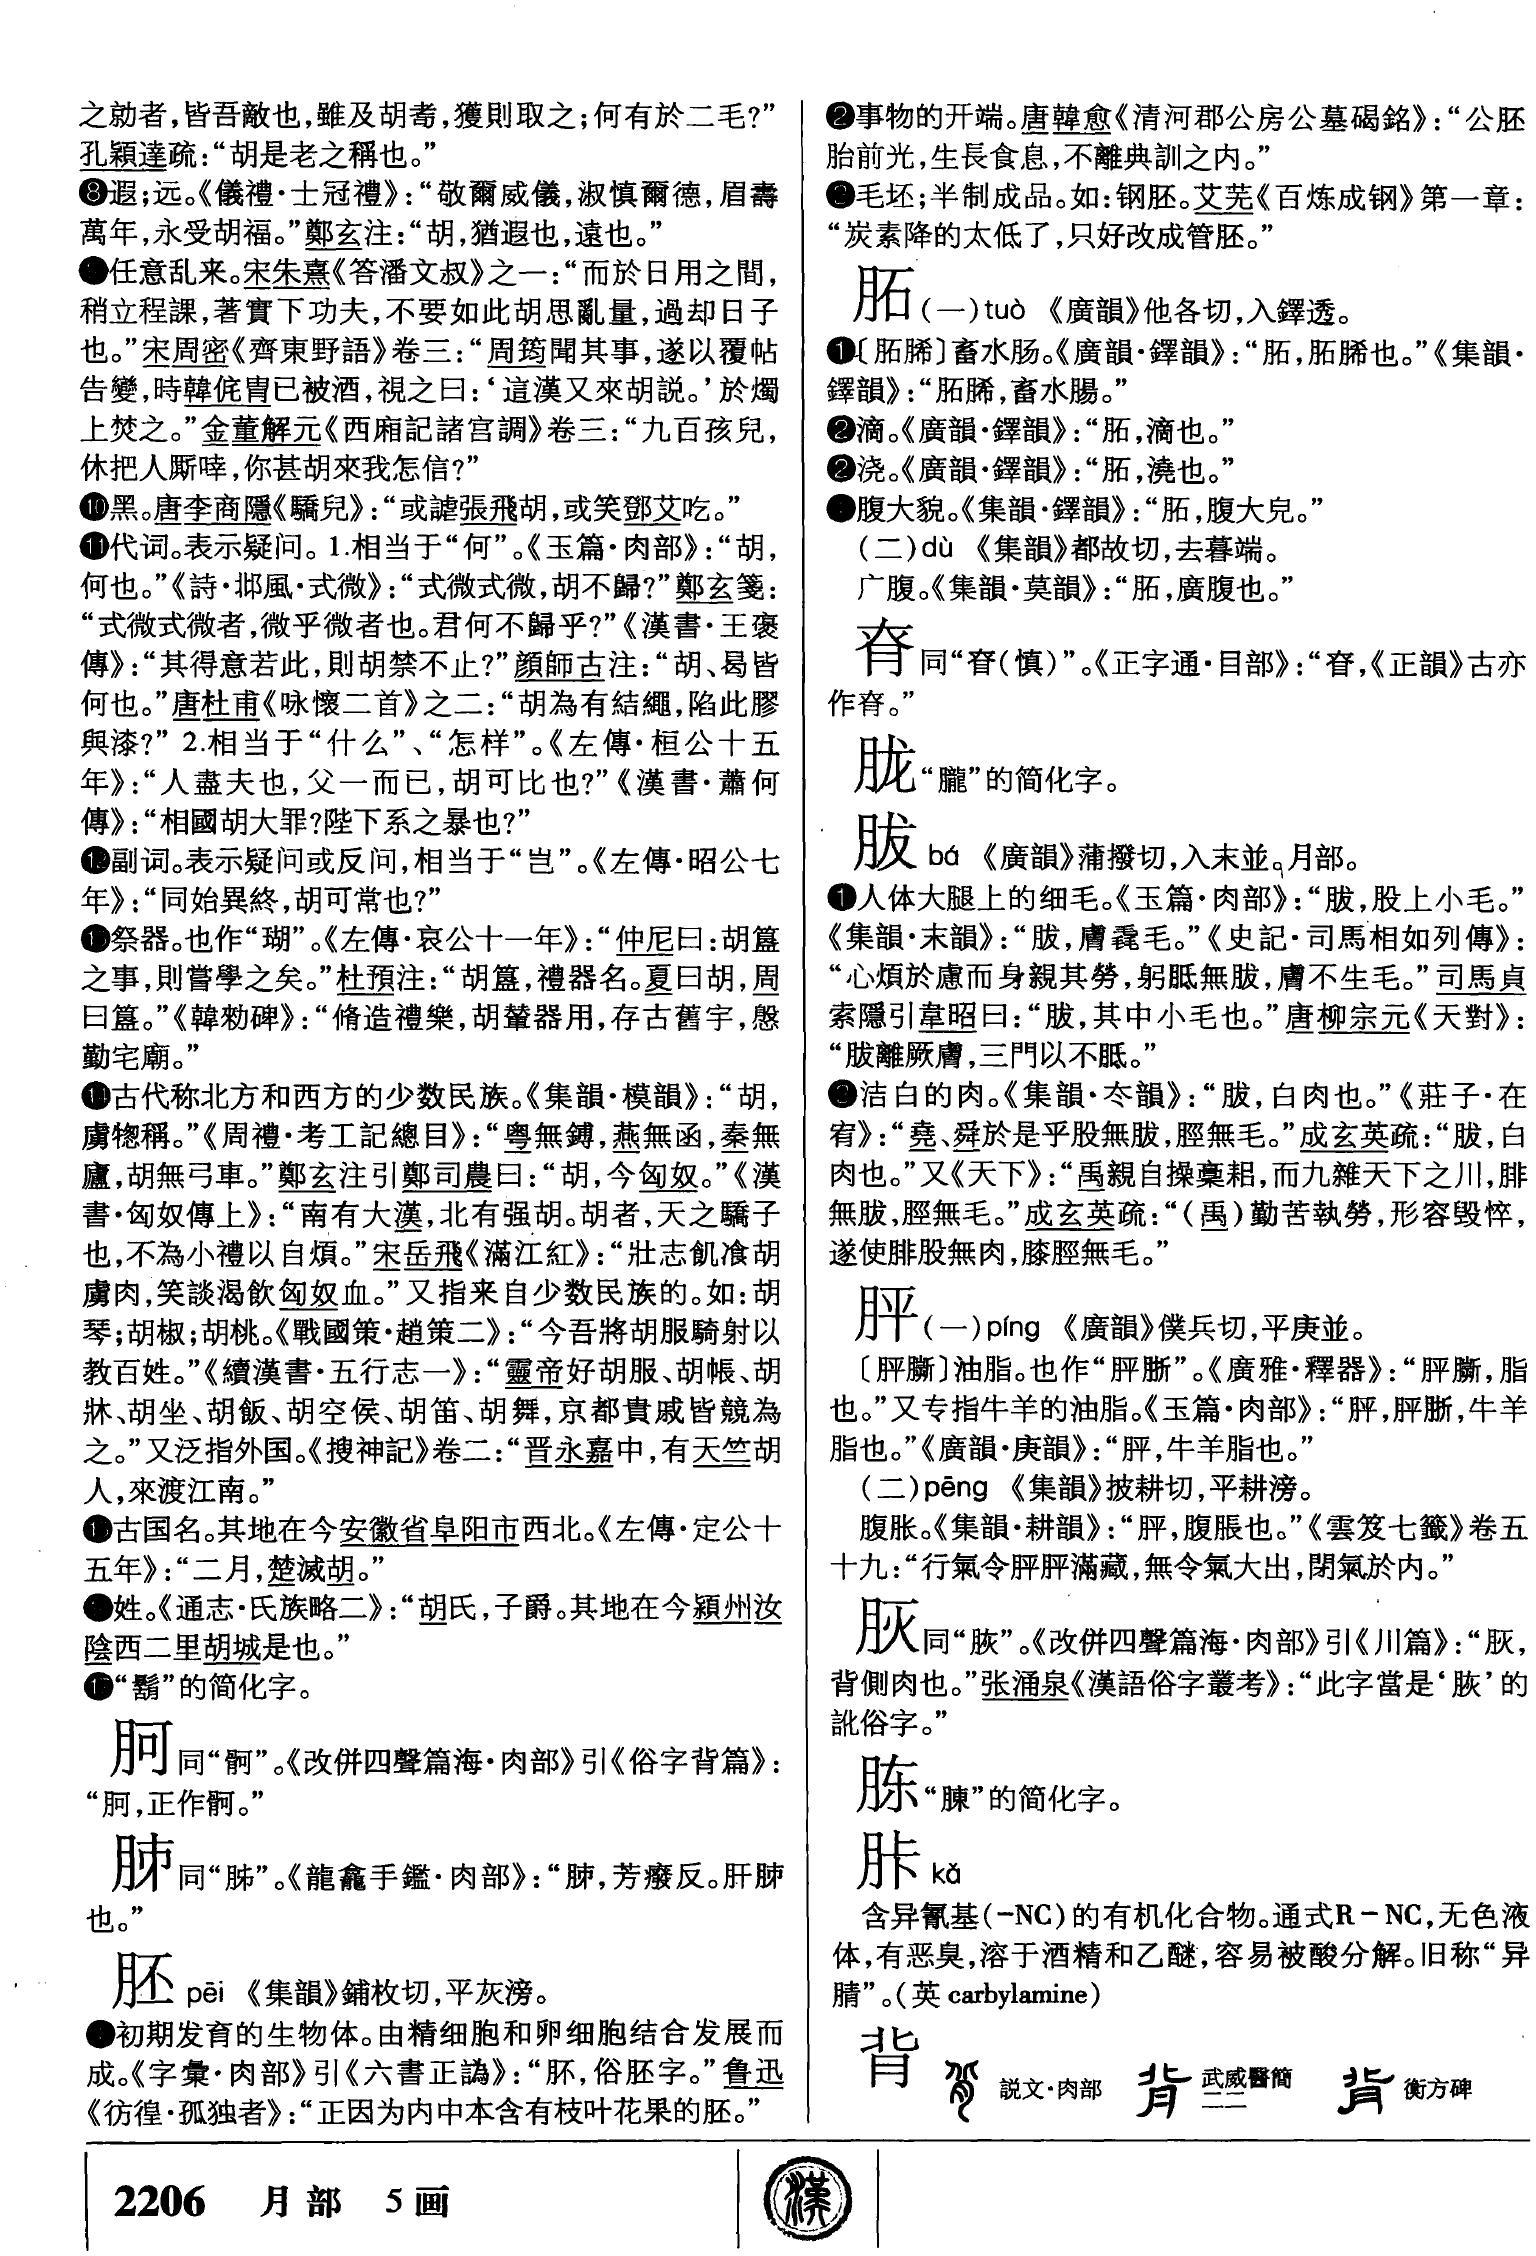 之勍者，皆吾敵也，雖及胡耇，獲則取之；何有於二毛？”
孔穎達疏：“胡是老之稱也。”
❽遐；远。《儀禮·士冠禮》：“敬爾威儀，淑慎爾德，眉壽
萬年，永受胡福。”鄭玄注：“胡，猶遐也，遠也。”
任意乱来。宋朱熹《答潘文叔》之一：“而於日用之間，
稍立程課，著實下功夫，不要如此胡思亂量，過却日子
也。”宋周密《齊東野語》卷三：“周筠聞其事，遂以覆帖
告變，時韓侂胄已被酒，視之曰：‘這漢又來胡説。’於燭
上焚之。”金董解元《西廂記諸宫調》卷三：“九百孩兒，
休把人厮啈，你甚胡來我怎信？”
❿黑。唐李商隱《驕兒》：“或謔張飛胡，或笑鄧艾吃。”
⓫代词。表示疑问。1.相当于“何”。《玉篇·肉部》：“胡，
何也。”《詩·邶風·式微》：“式微式微，胡不歸？”鄭玄箋：
“式微式微者，微乎微者也。君何不歸乎？”《漢書·王褒
傳》：“其得意若此，則胡禁不止？”顔師古注：“胡、曷皆
何也。”唐杜甫《咏懷二首》之二：“胡為有結繩，陷此膠
與漆？” 2.相当于“什么”、“怎样”。《左傳·桓公十五
年》：“人盡夫也，父一而已，胡可比也？”《漢書·蕭何
傳》：“相國胡大罪？陛下系之暴也？”
⓬副词。表示疑问或反问，相当于“岂”。《左傳·昭公七
年》：“同始異終，胡可常也？”
祭器。也作“瑚”。《左傳·哀公十一年》：“仲尼曰：胡簋
之事，則嘗學之矣。”杜預注：“胡簋，禮器名。夏曰胡，周
曰簋。”《韓勑碑》：“脩造禮樂，胡輦器用，存古舊宇，慇
勤宅廟。”
古代称北方和西方的少数民族。《集韻·模韻》：“胡，
虜惚稱。”《周禮·考工記總目》：“粤無鎛，燕無函，秦無
廬，胡無弓車。”鄭玄注引鄭司農曰：“胡，今匈奴。”《漢
書·匈奴傳上》：“南有大漢，北有强胡。胡者，天之驕子
也，不為小禮以自煩。”宋岳飛《滿江紅》：“壯志飢飡胡
虜肉，笑談渴飲匈奴血。”又指来自少数民族的。如：胡
琴；胡椒；胡桃。《戰國策·趙策二》：“今吾將胡服騎射以
教百姓。”《續漢書·五行志一》：“靈帝好胡服、胡帳、胡
牀、胡坐、胡飯、胡空侯、胡笛、胡舞，京都貴戚皆競為
之。”又泛指外国。《搜神記》卷二：“晋永嘉中，有天竺胡
人，來渡江南。”
古国名。其地在今安徽省阜阳市西北。《左傳·定公十
五年》：“二月，楚滅胡。”
姓。《通志·氏族略二》：“胡氏，子爵。其地在今潁州汝
陰西二里胡城是也。”
“鬍”的简化字。
胢同“䯊”。《改併四聲篇海·肉部》引《俗字背篇》：
“胢，正作䯊。”
胇同“肺”。《龍龕手鑑·肉部》：“胇，芳癈反。肝胇
也。”
胚 pēi 《集韻》鋪枚切，平灰滂。
初期发育的生物体。由精细胞和卵细胞结合发展而
成。《字彙·肉部》引《六書正譌》：“肧，俗胚字。”鲁迅
《彷徨·孤独者》：“正因为内中本含有枝叶花果的胚。”
❷事物的开端。唐韓愈《清河郡公房公墓碣銘》：“公胚
胎前光，生長食息，不離典訓之内。”
毛坯；半制成品。如：钢胚。艾芜《百炼成钢》第一章：
“炭素降的太低了，只好改成管胚。”
䏶（一）tuò 《廣韻》他各切，入鐸透。
❶〔䏶䏢〕畜水肠。《廣韻·鐸韻》：“䏶，䏶䏢也。”《集韻·
鐸韻》：“䏶䏢，畜水腸。”
❷滴。《廣韻·鐸韻》：“䏶，滴也。”
❷浇。《廣韻·鐸韻》：“䏶，澆也。”
腹大貌。《集韻·鐸韻》：“䏶，腹大皃。”
（二）dù 《集韻》都故切，去暮端。
广腹。《集韻·莫韻》：“䏶，廣腹也。”
同“昚（慎）”。《正字通·目部》：“昚，《正韻》古亦
作。”
胧“朧”的简化字。
胈 bá 《廣韻》蒲撥切，入末並。月部。
❶人体大腿上的细毛。《玉篇·肉部》：“胈，股上小毛。”
《集韻·末韻》：“胈，膚毳毛。”《史記·司馬相如列傳》：
“心煩於慮而身親其勞，躬胝無胈，膚不生毛。”司馬貞
索隱引韋昭曰：“胈，其中小毛也。”唐柳宗元《天對》：
“胈離厥膚，三門以不胝。”
洁白的肉。《集韻·夳韻》：“胈，白肉也。”《莊子·在
宥》：“堯、舜於是乎股無胈，脛無毛。”成玄英疏：“胈，白
肉也。”又《天下》：“禹親自操橐耜，而九雜天下之川，腓
無胈，脛無毛。”成玄英疏：“（禹）勤苦執勞，形容毁悴，
遂使腓股無肉，膝脛無毛。”
胓（一）píng 《廣韻》僕兵切，平庚並。
〔胓𦡞〕油脂。也作“胓𦚧”。《廣雅·釋器》：“胓𦡞，脂
也。”又专指牛羊的油脂。《玉篇·肉部》：“胓，胓𦚧，牛羊
脂也。”《廣韻·庚韻》：“胓，牛羊脂也。”
（二）pēng 《集韻》披耕切，平耕滂。
腹胀。《集韻·耕韻》：“胓，腹脹也。”《雲笈七籤》卷五
十九：“行氣令胓胓滿藏，無令氣大出，閉氣於内。”
同“脄”。《改併四聲篇海·肉部》引《川篇》：“，
背側肉也。”张涌泉《漢語俗字叢考》：“此字當是‘脄’的
訛俗字。”
𬚦“腖”的简化字。
胩 kǎ
含异氰基（-NC）的有机化合物。通式R－NC，无色液
体，有恶臭，溶于酒精和乙醚，容易被酸分解。旧称“异
腈”。（英 carbylamine）
背 説文·肉部 背 武威醫簡 二二 背 衡方碑
2206 月部 5画 漢